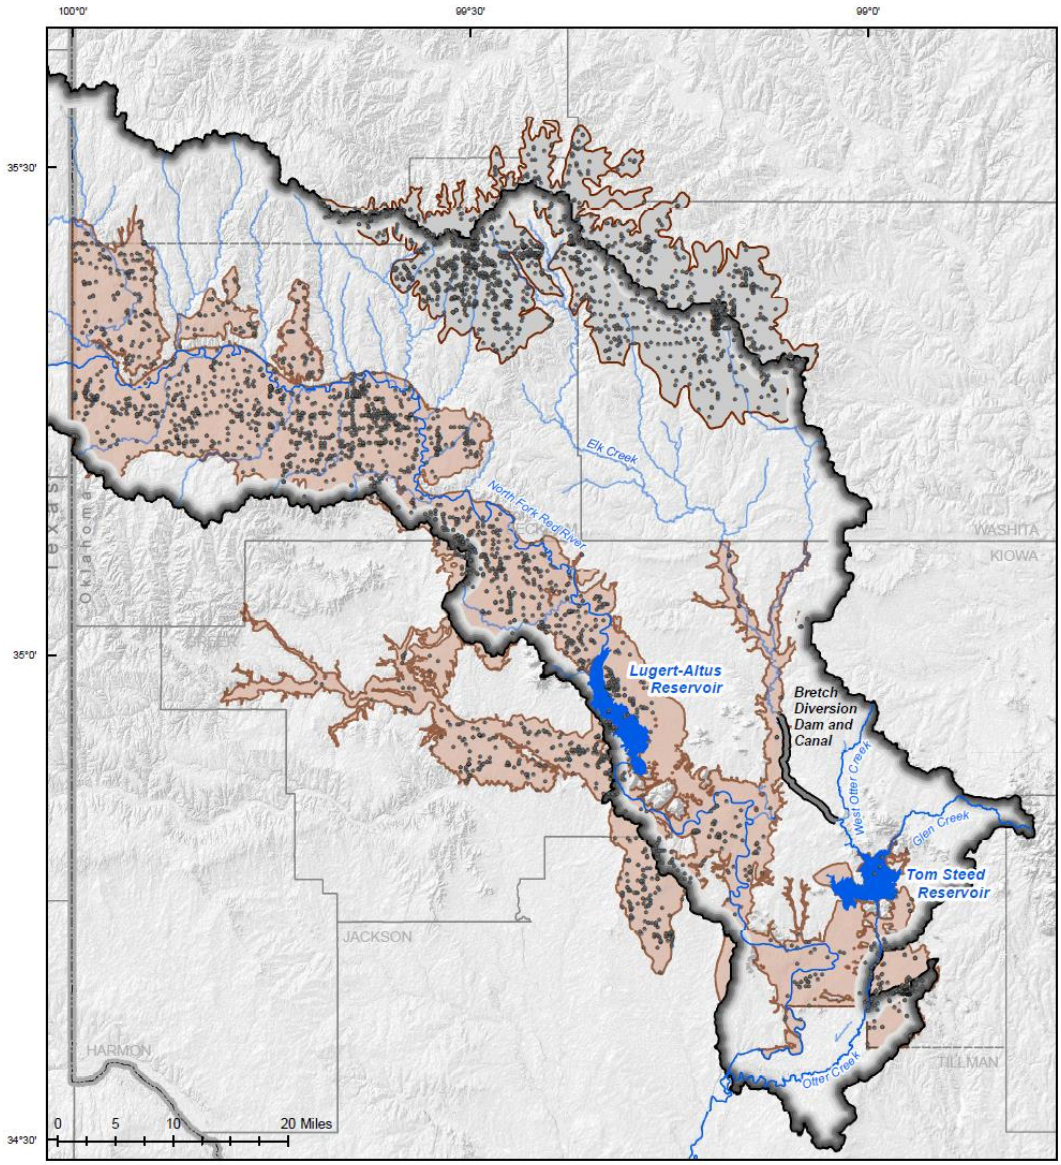 100°0'
99°30'
99°0'
35°30'
Elk Creek
North Fork Red River
WASHITA
KIOWA
Oklahoma
35°0'
Lugert-Altus
Reservoir
Bretch
Diversion
Dam and
Canal
West Otter Creek
Glen Creek
Tom Steed
Reservoir
JACKSON
HARMON
TILLMAN
Otter Creek
0 5 10 20 Miles
34°30'